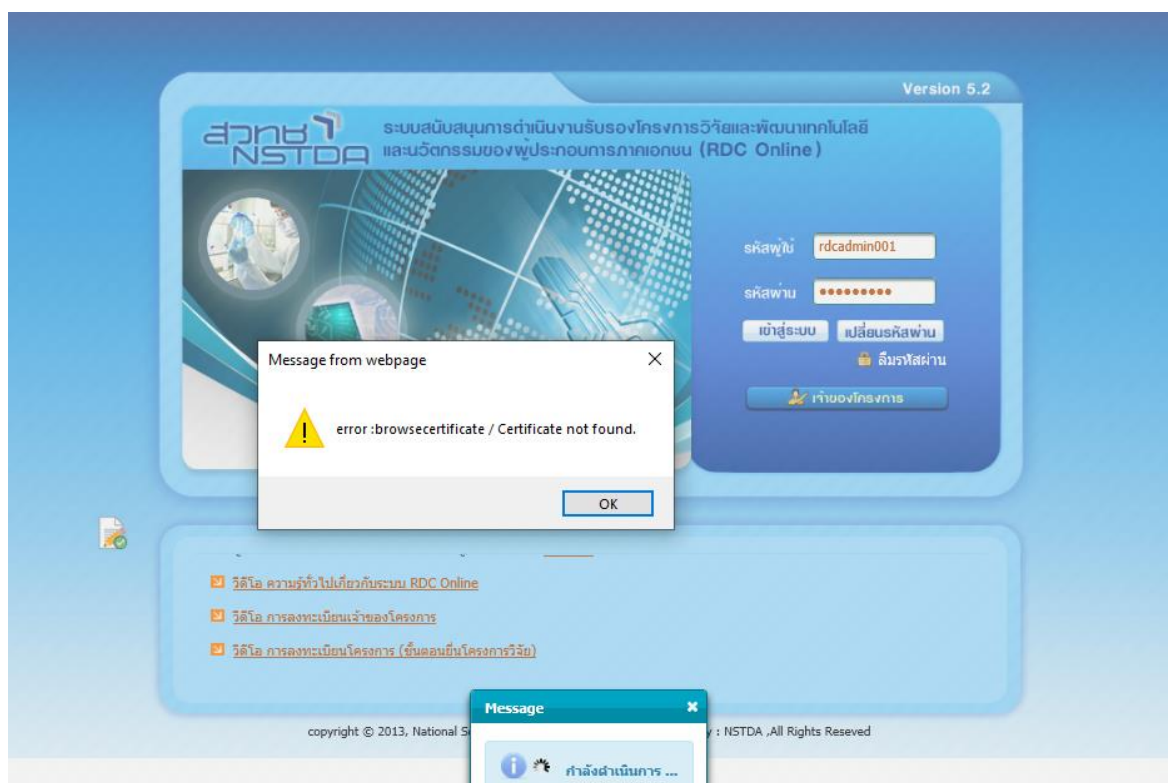 Version 5.2
สวทช
NSTDA
ระบบสนับสนุนการดำเนินงานรับรองโครงการวิจัยและพัฒนาเทคโนโลยี
และนวัตกรรมของผู้ประกอบการภาคเอกชน (RDC Online)
รหัสผู้ใช้ rdcadmin001
รหัสผ่าน •••••••••
เข้าสู่ระบบ เปลี่ยนรหัสผ่าน
ลืมรหัสผ่าน
เจ้าของโครงการ
Message from webpage
error :browsecertificate / Certificate not found.
OK
วีดีโอ ความรู้ทั่วไปเกี่ยวกับระบบ RDC Online
วีดีโอ การลงทะเบียนเจ้าของโครงการ
วีดีโอ การลงทะเบียนโครงการ (ขั้นตอนยื่นโครงการวิจัย)
Message
copyright © 2013, National : NSTDA ,All Rights Reseved
กำลังดำเนินการ ...